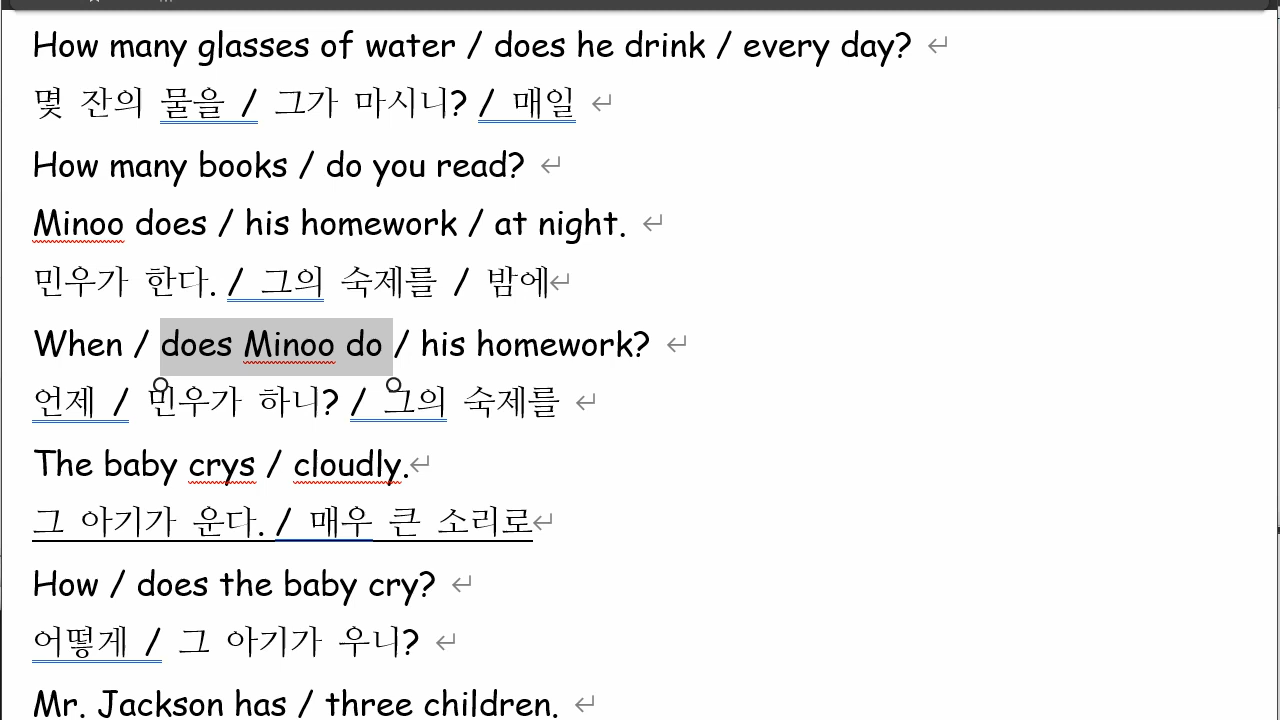 How many glasses of water / does he drink / every day?
몇 잔의 물을 / 그가 마시니? / 매일
How many books / do you read?
Minoo does / his homework / at night.
민우가 한다. / 그의 숙제를 / 밤에
When / does Minoo do / his homework?
언제 / 민우가 하니? / 그의 숙제를
The baby crys / cloudly.
그 아기가 운다. / 매우 큰 소리로
How / does the baby cry?
어떻게 / 그 아기가 우니?
Mr. Jackson has / three children.